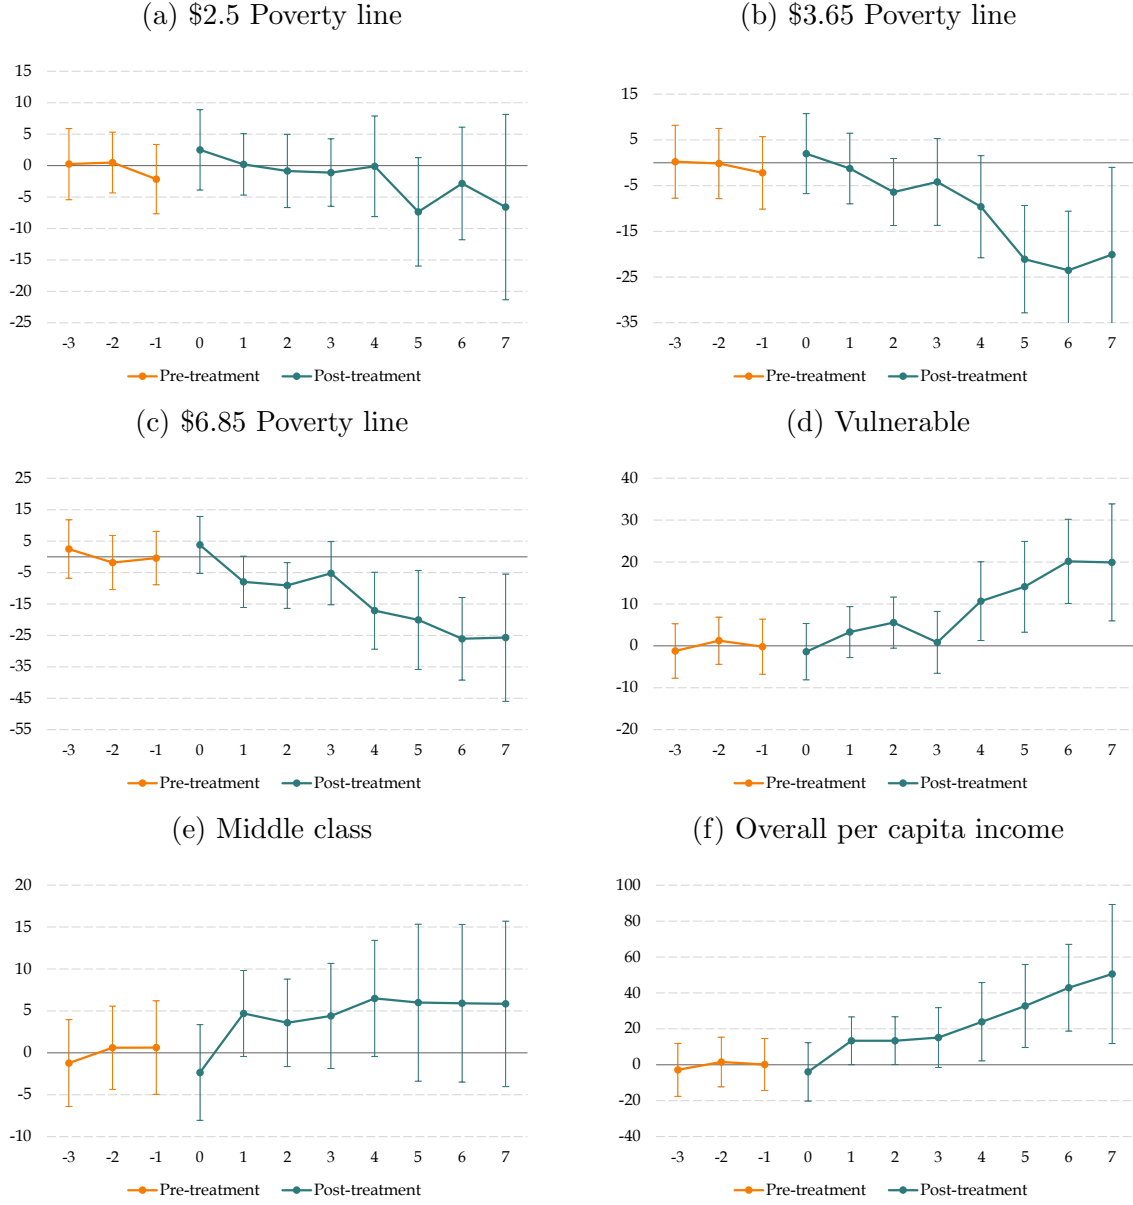 (a) $2.5 Poverty line
15
10
5
0
-5
-10
-15
-20
-25
-3 -2 -1 0 1 2 3 4 5 6 7
Pre-treatment Post-treatment
(b) $3.65 Poverty line
15
5
-5
-15
-25
-35
-3 -2 -1 0 1 2 3 4 5 6 7
Pre-treatment Post-treatment
(c) $6.85 Poverty line
25
15
5
-5
-15
-25
-35
-45
-55
-3 -2 -1 0 1 2 3 4 5 6 7
Pre-treatment Post-treatment
(d) Vulnerable
40
30
20
10
0
-10
-20
-3 -2 -1 0 1 2 3 4 5 6 7
Pre-treatment Post-treatment
(e) Middle class
20
15
10
5
0
-5
-10
-3 -2 -1 0 1 2 3 4 5 6 7
Pre-treatment Post-treatment
(f) Overall per capita income
100
80
60
40
20
0
-20
-40
-3 -2 -1 0 1 2 3 4 5 6 7
Pre-treatment Post-treatment